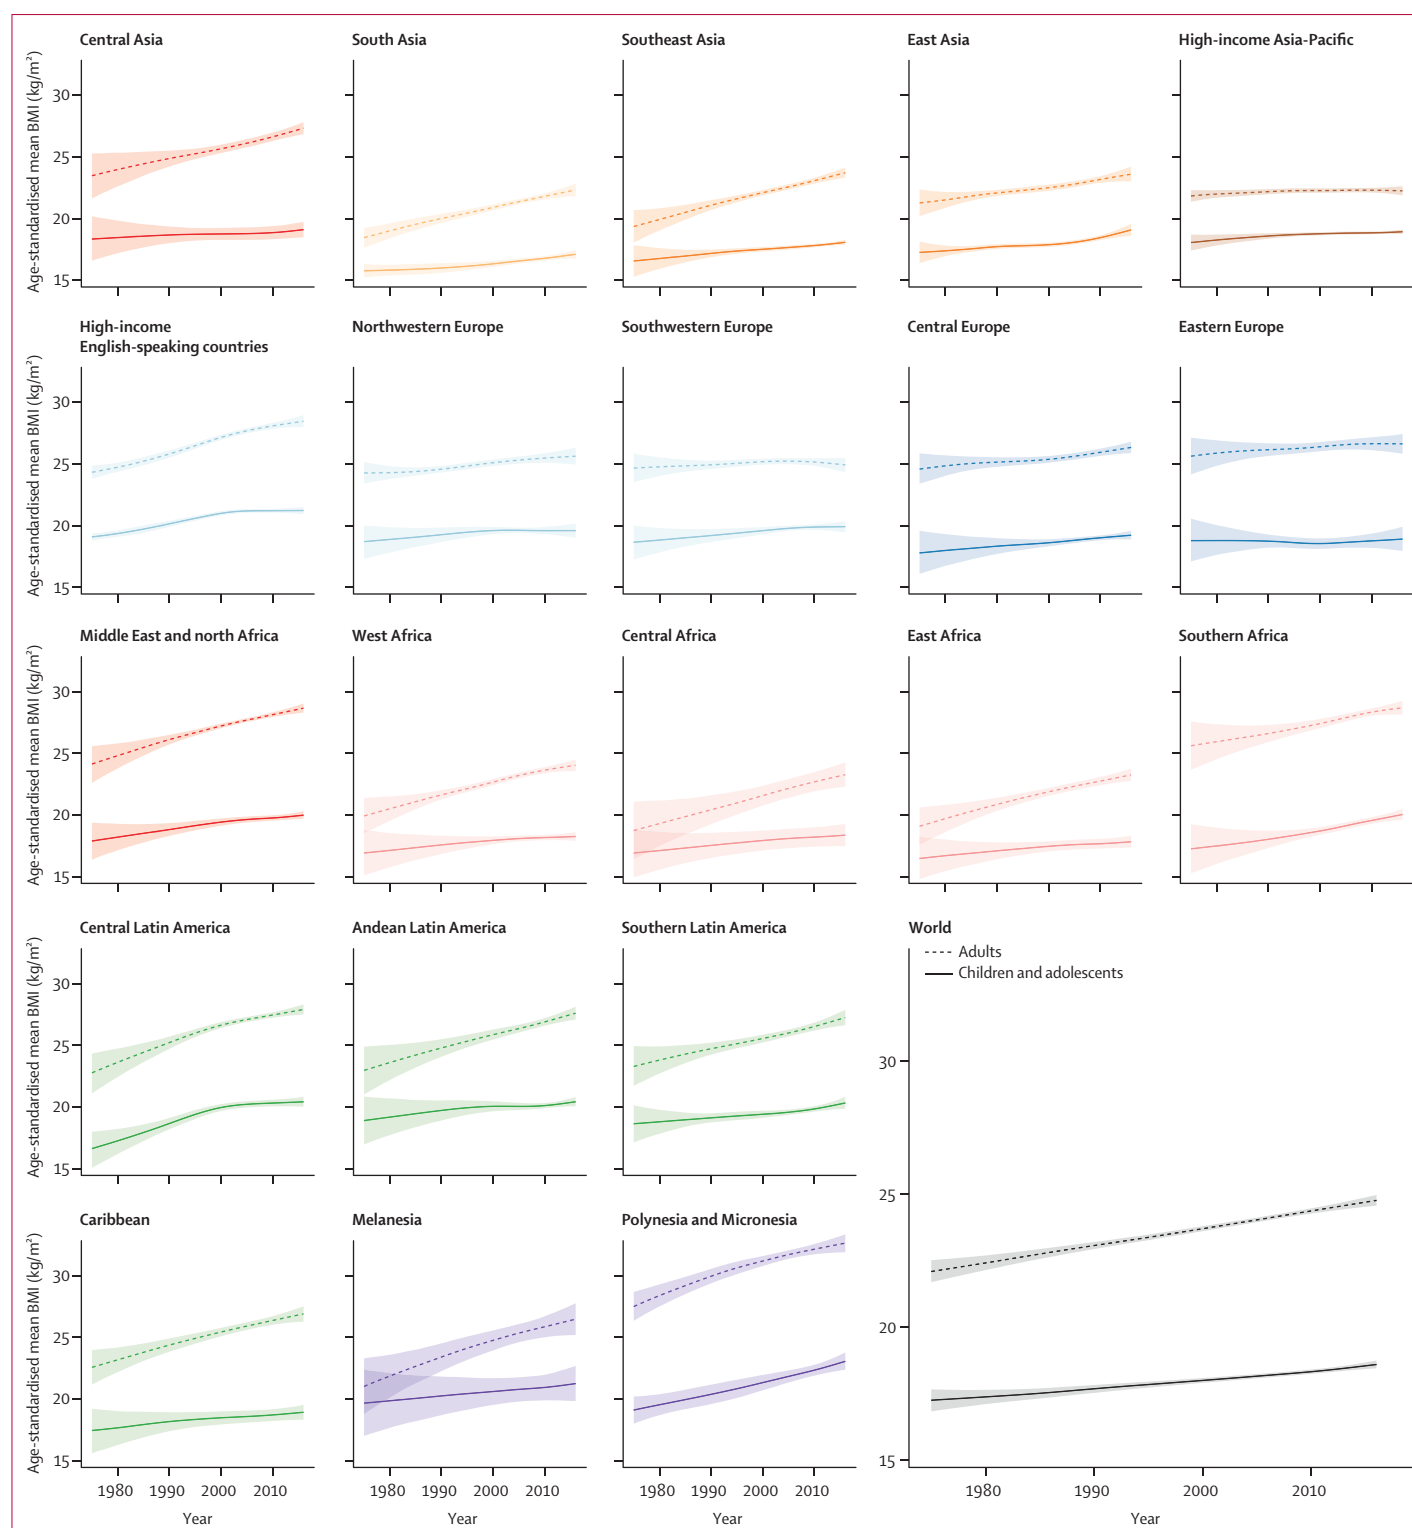 Central Asia
South Asia
Southeast Asia
East Asia
High-income Asia-Pacific
Age-standardised mean BMI (kg/m²)
30
25
20
15
High-income
English-speaking countries
Northwestern Europe
Southwestern Europe
Central Europe
Eastern Europe
Age-standardised mean BMI (kg/m²)
30
25
20
15
Middle East and north Africa
West Africa
Central Africa
East Africa
Southern Africa
Age-standardised mean BMI (kg/m²)
30
25
20
15
Central Latin America
Andean Latin America
Southern Latin America
World
Adults
Children and adolescents
Age-standardised mean BMI (kg/m²)
30
25
20
15
30
25
20
15
Caribbean
Melanesia
Polynesia and Micronesia
Age-standardised mean BMI (kg/m²)
30
25
20
15
1980 1990 2000 2010
Year
1980 1990 2000 2010
Year
1980 1990 2000 2010
Year
1980 1990 2000 2010
Year